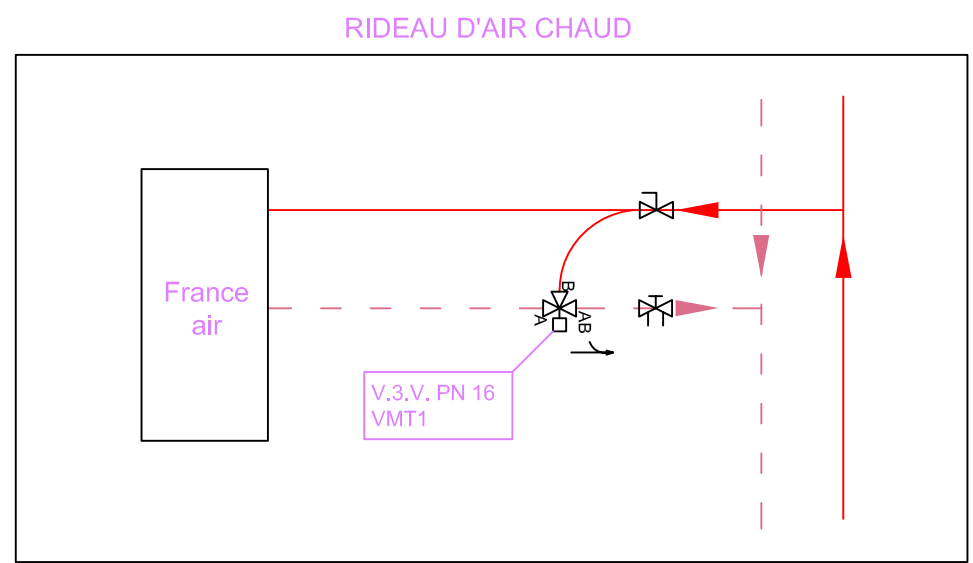 RIDEAU D'AIR CHAUD
France
air
B
A
AB
V.3.V. PN 16
VMT1